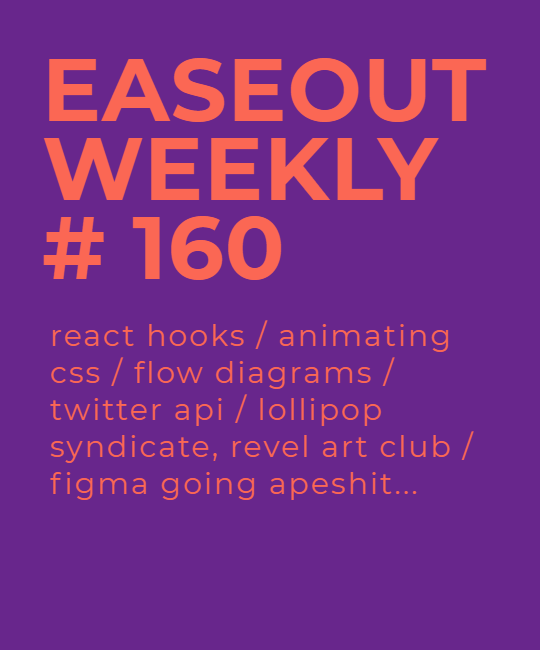 EASEOUT
WEEKLY
# 160
react hooks / animating
css / flow diagrams /
twitter api / lollipop
syndicate, revel art club /
figma going apeshit...